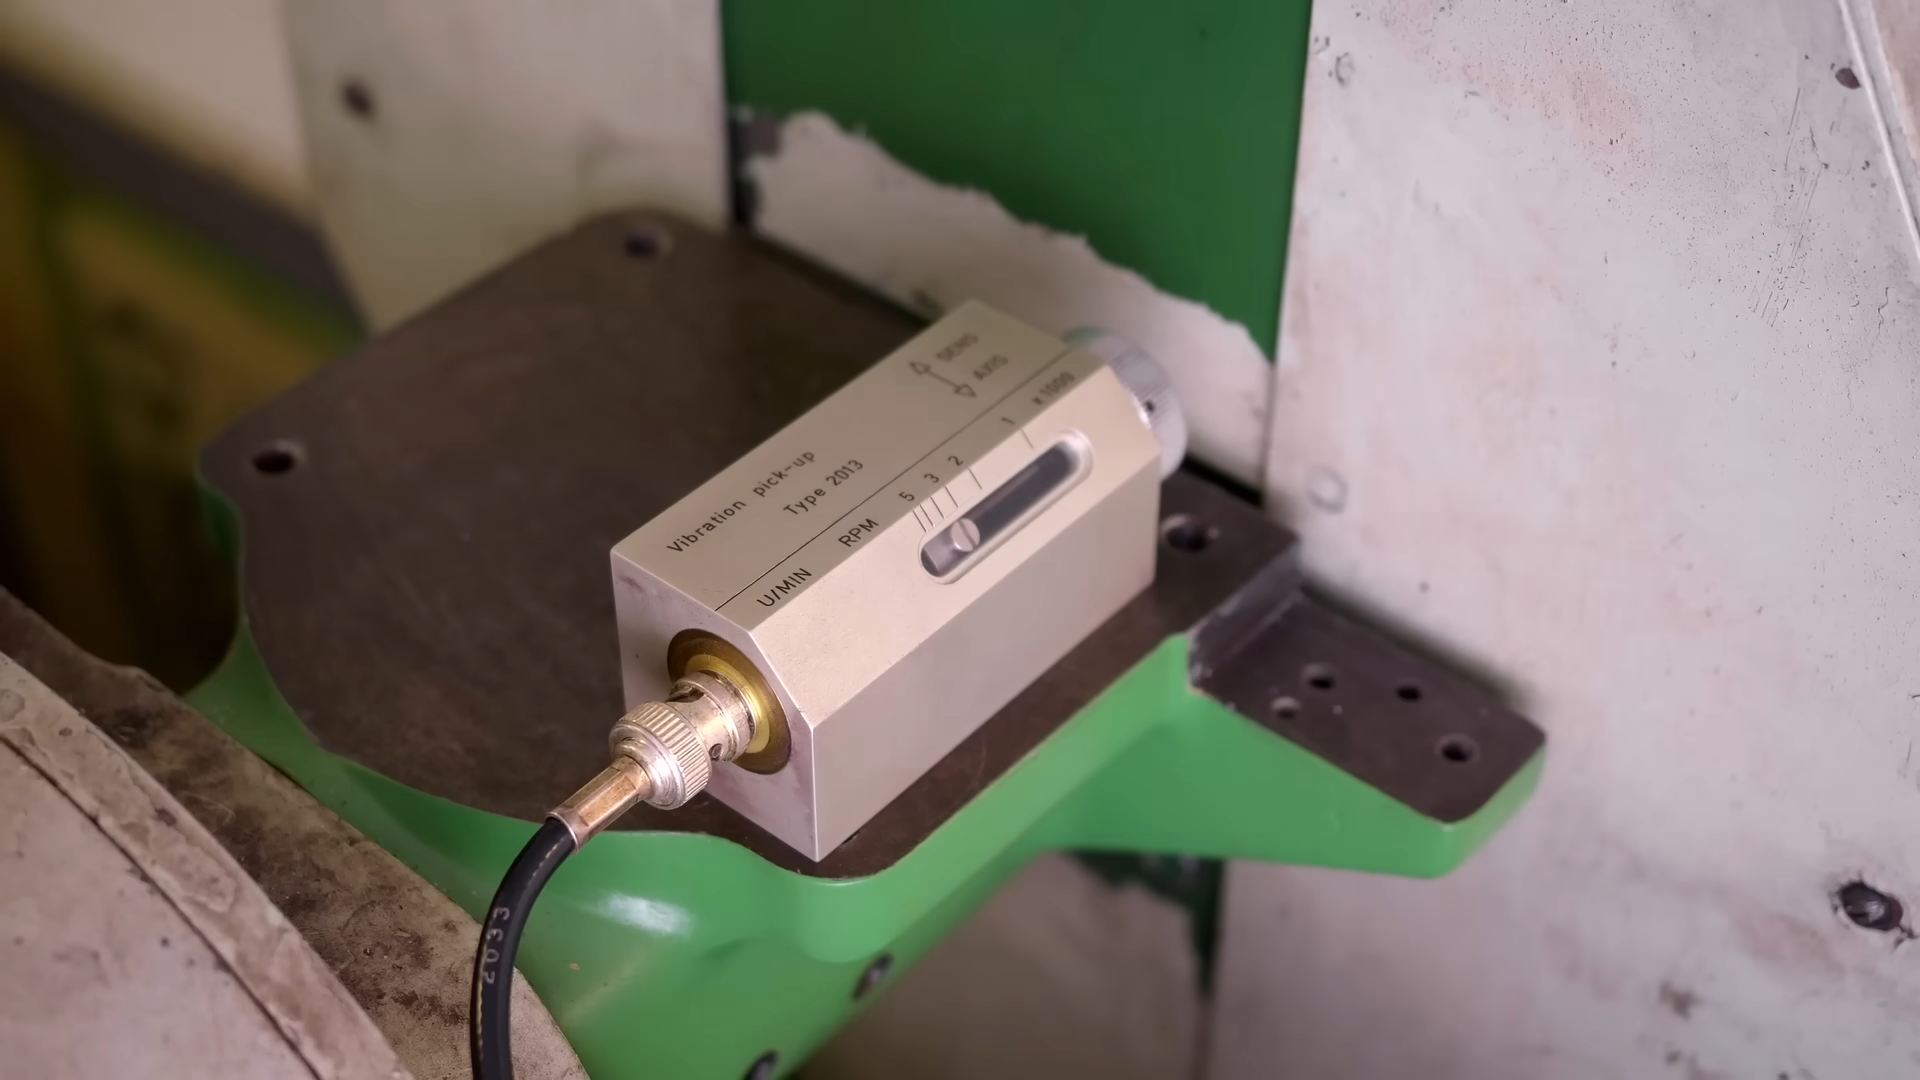 SENS.
AXIS
x 1000
Vibration pick-up
Type 2013
U/MIN RPM 5 3 2 1
2033